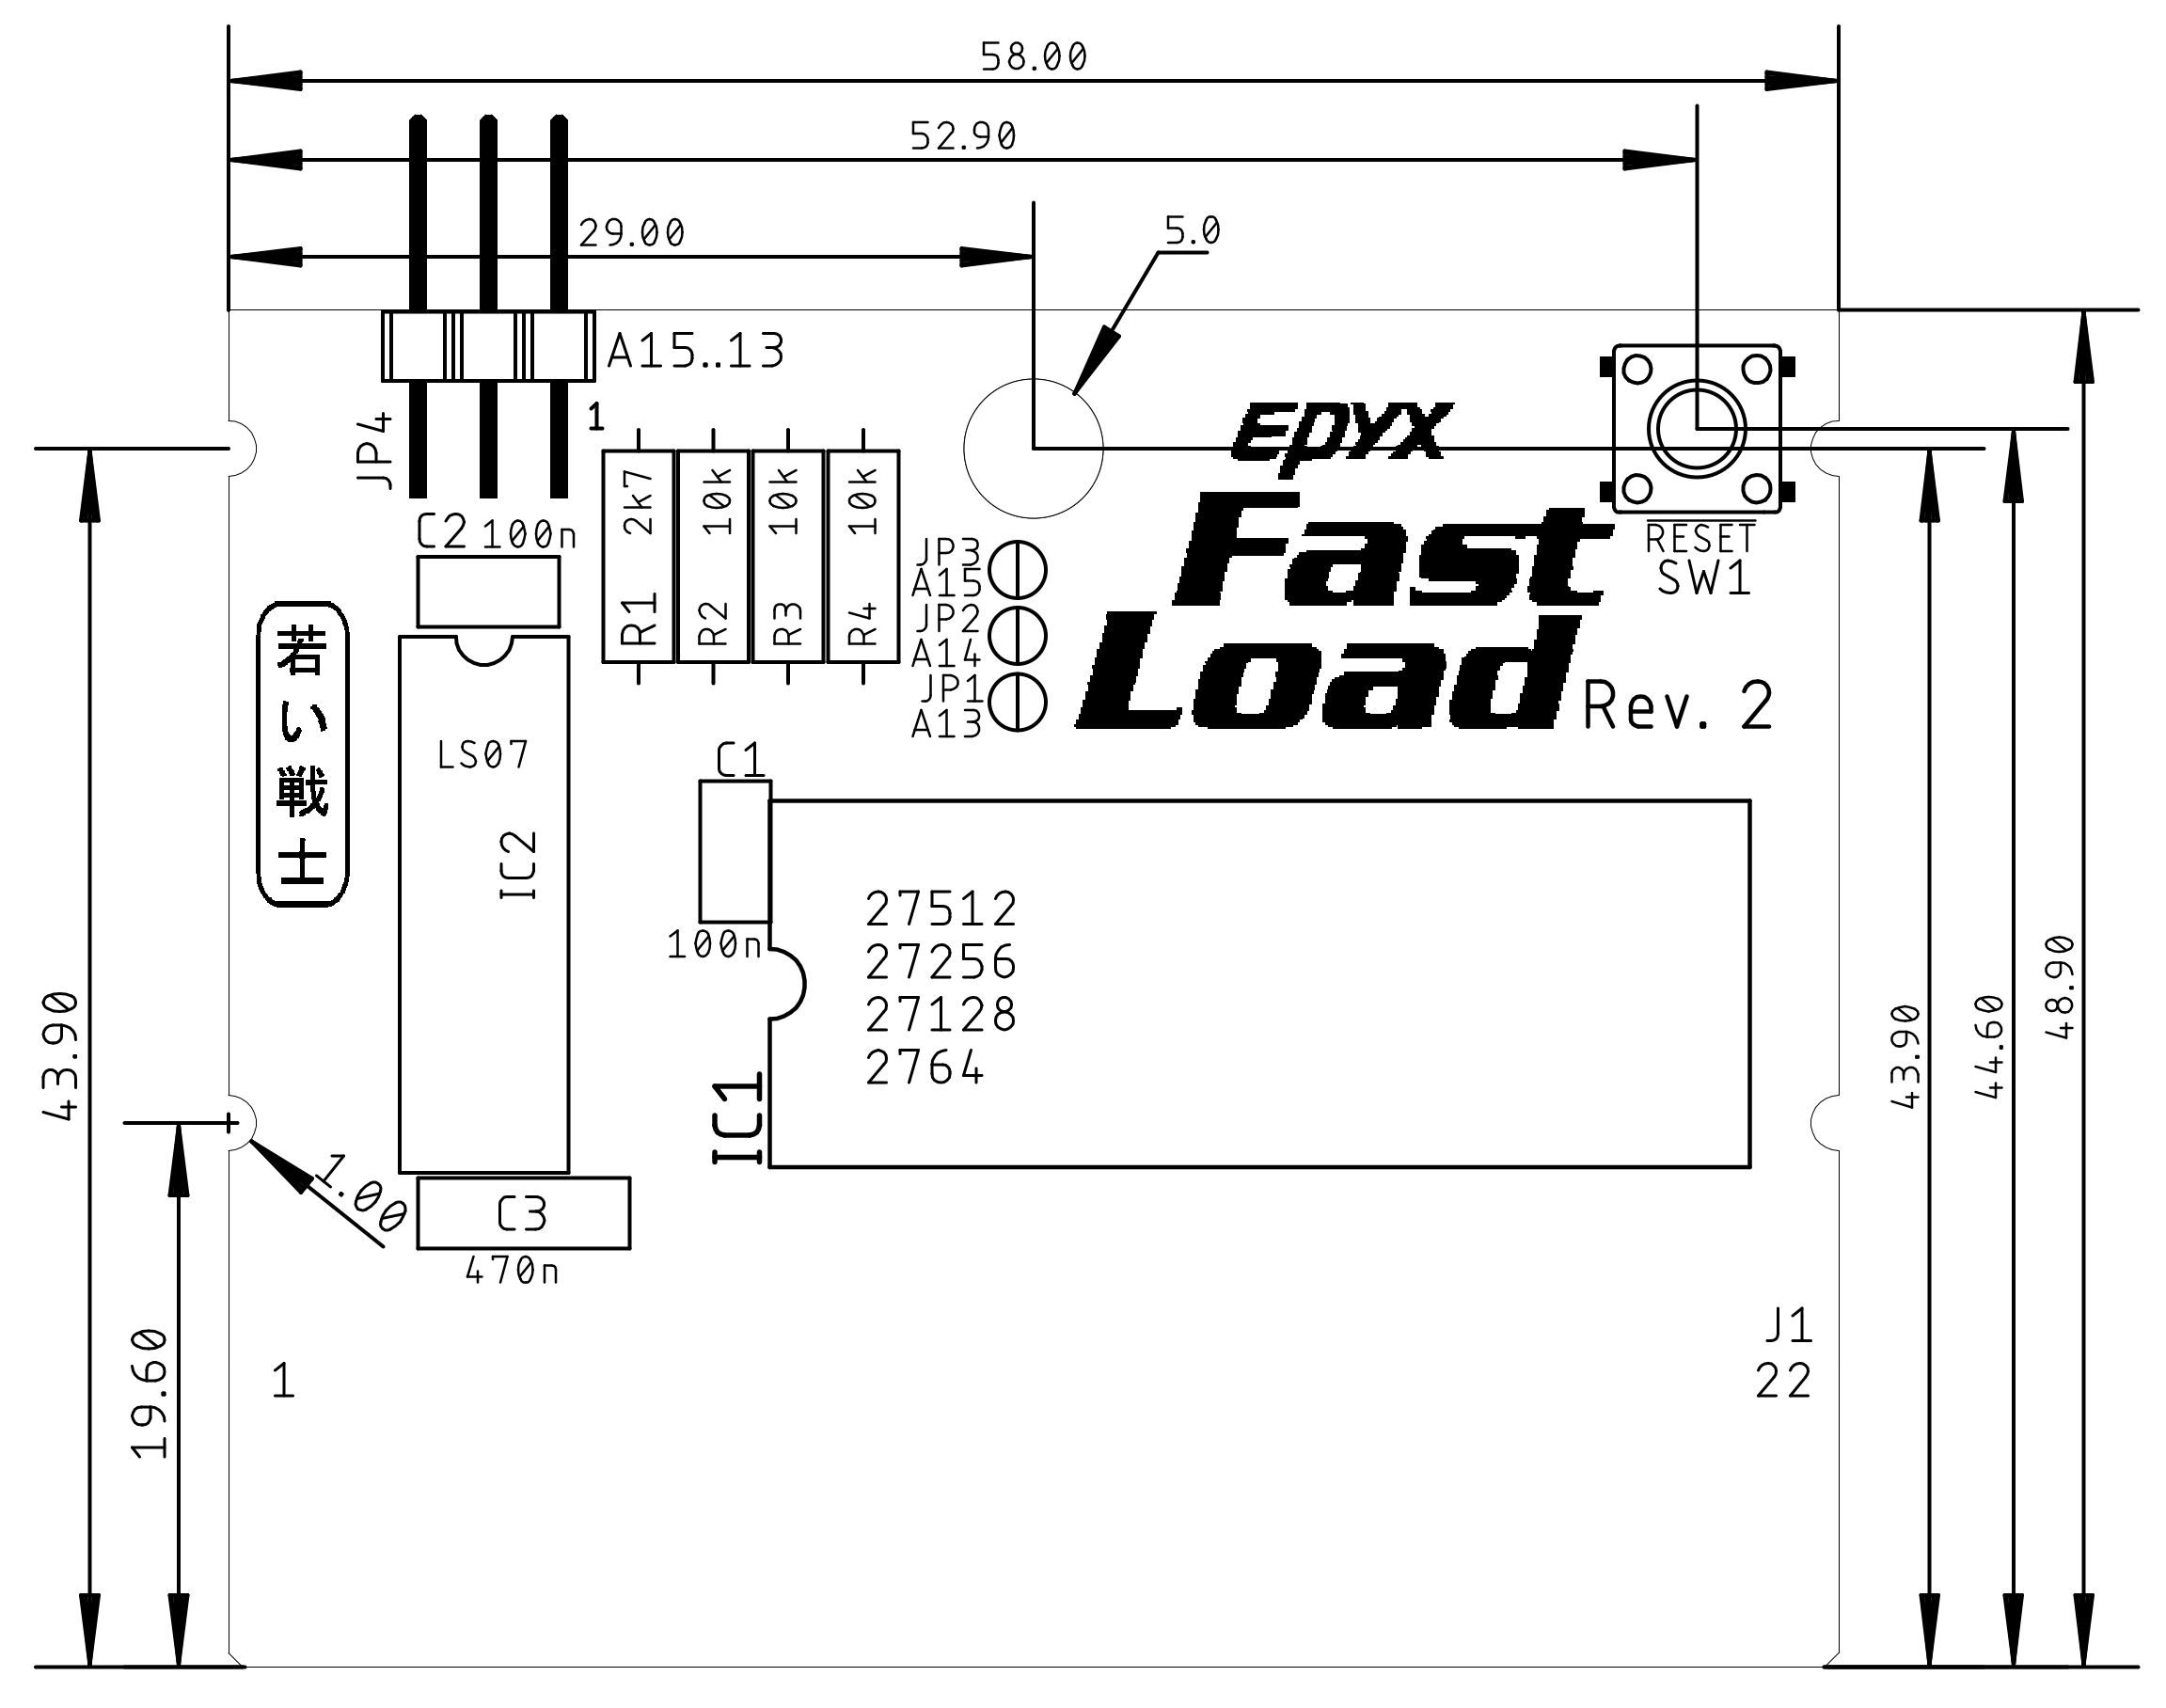 58.00
52.90
29.00
5.0
A15..13
JP4
1
EPYX
Fast
Load
Rev. 2
RESET
SW1
C2 100n
R1 2k7
R2 10k
R3 10k
R4 10k
JP3
A15
JP2
A14
JP1
A13
若い戦士
LS07
IC2
C1
100n
27512
27256
27128
2764
IC1
43.90
19.60
1.00
C3
470n
43.90
44.60
48.90
J1
1
22